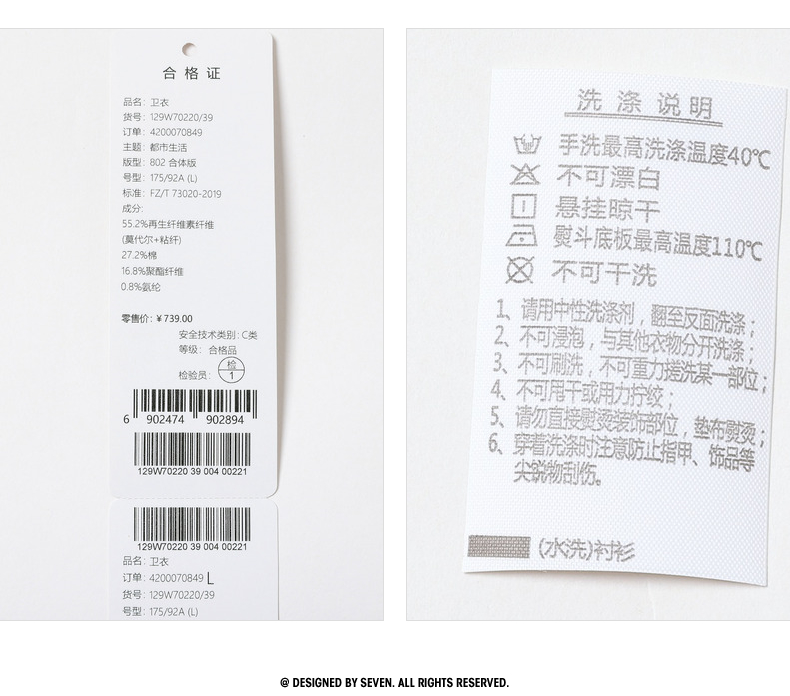 合格证
品名：卫衣
货号：129W70220/39
订单：4200070849
主题：都市生活
版型：802 合体版
号型：175/92A (L)
标准：FZ/T 73020-2019
成分：
55.2%再生纤维素纤维
(莫代尔+粘纤)
27.2%棉
16.8%聚酯纤维
0.8%氨纶
零售价：¥739.00
安全技术类别：C类
等级：合格品
检验员：检1
6 902474 902894
129W70220 39 004 00221
129W70220 39 004 00221
品名：卫衣
订单：4200070849 L
货号：129W70220/39
号型：175/92A (L)
洗涤说明
手洗最高洗涤温度40℃
不可漂白
悬挂晾干
熨斗底板最高温度110℃
不可干洗
1、请用中性洗涤剂，翻至反面洗涤；
2、不可浸泡，与其他衣物分开洗涤；
3、不可刷洗，不可重力搓洗某一部位；
4、不可甩干或用力拧绞；
5、请勿直接熨烫装饰部位，垫布熨烫；
6、穿着洗涤时注意防止指甲、饰品等
尖锐物刮伤。
(水洗)衬衫
@ DESIGNED BY SEVEN. ALL RIGHTS RESERVED.